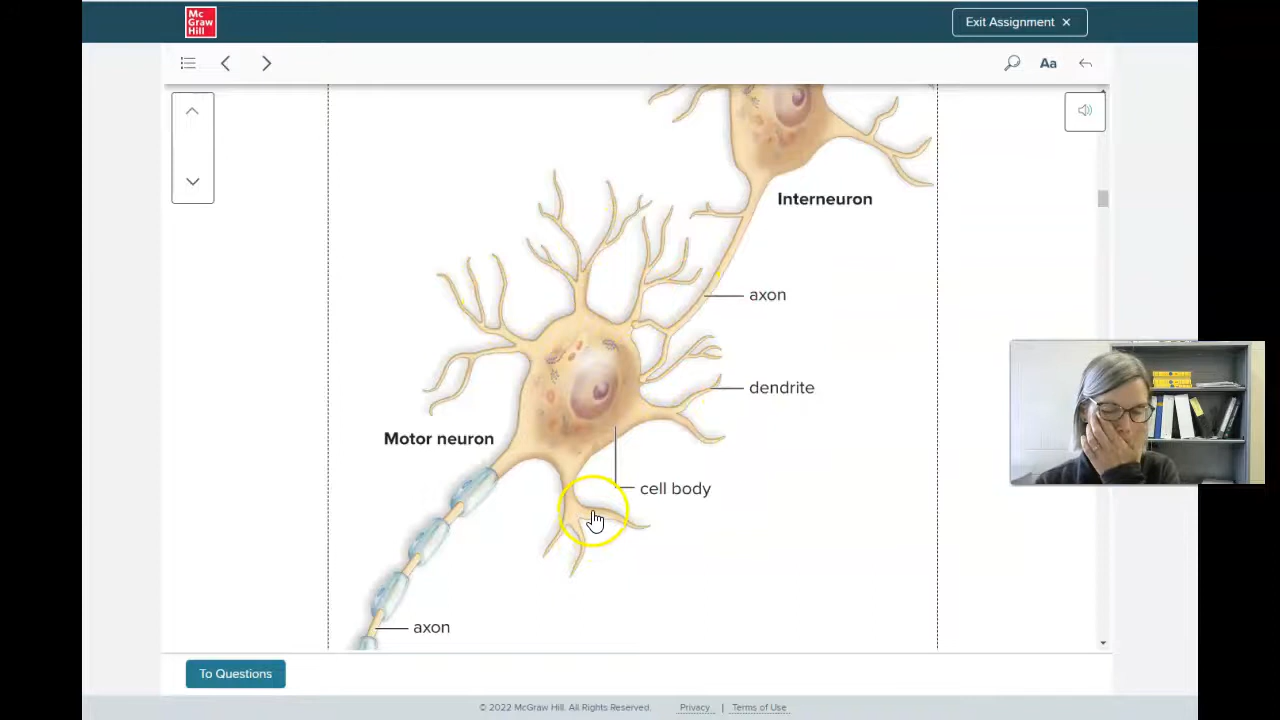 Mc
Graw
Hill
Exit Assignment ×
Aa
Interneuron
axon
dendrite
Motor neuron
cell body
axon
To Questions
© 2022 McGraw Hill. All Rights Reserved. Privacy | Terms of Use